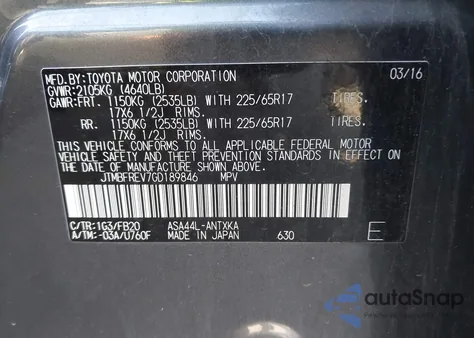 MFD.BY:TOYOTA MOTOR CORPORATION 03/16
GVWR:2105KG (4640LB)
GAWR:FRT. 1150KG (2535LB) WITH 225/65R17 TIRES.
17X6 1/2J RIMS.
RR. 1150KG (2535LB) WITH 225/65R17 TIRES.
17X6 1/2J RIMS.
THIS VEHICLE CONFORMS TO ALL APPLICABLE FEDERAL MOTOR
VEHICLE SAFETY AND THEFT PREVENTION STANDARDS IN EFFECT ON
THE DATE OF MANUFACTURE SHOWN ABOVE.
JTMBFREV7GD189846 MPV
C/TR:1G3/FB20 ASA44L-ANTXKA
A/TM:-03A/U760F MADE IN JAPAN 630 E
autoSnap